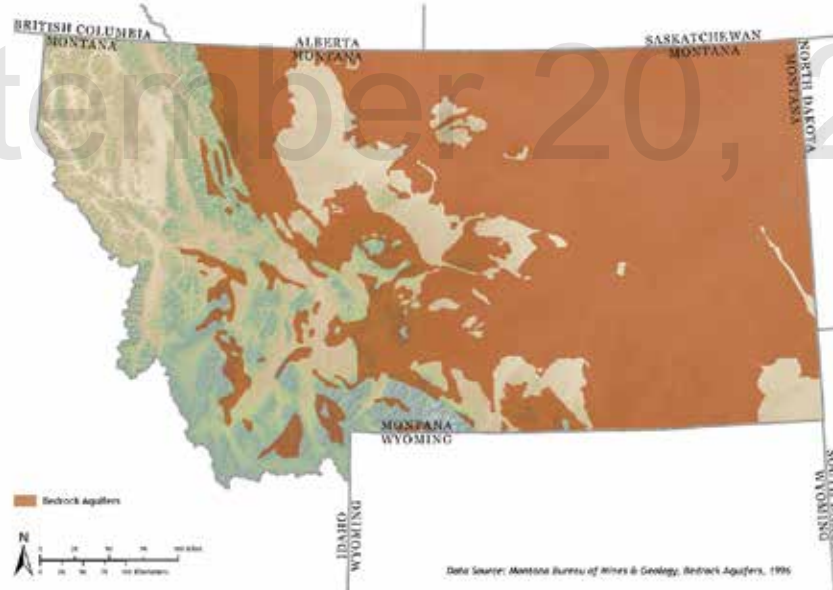 BRITISH COLUMBIA
MONTANA
ALBERTA
MONTANA
SASKATCHEWAN
MONTANA
NORTH DAKOTA
MONTANA
tember 20, 2
MONTANA
WYOMING
IDAHO
WYOMING
WYOMING
Bedrock Aquifers
N
Kilometers
Data Source: Montana Bureau of Mines & Geology, Bedrock Aquifers, 1996